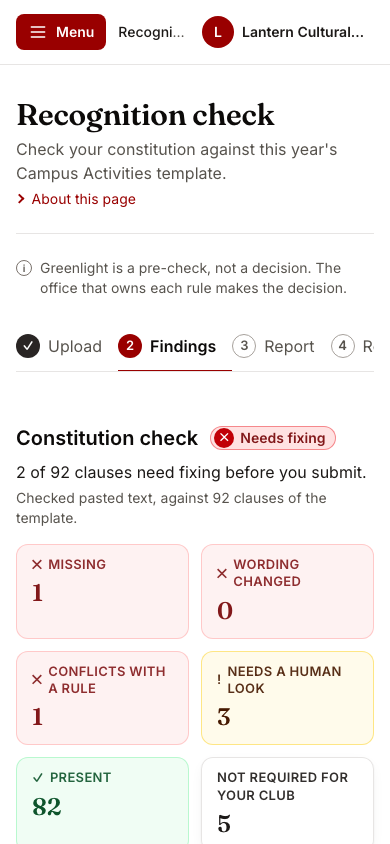 Menu
Recogni...
L
Lantern Cultural...
Recognition check
Check your constitution against this year's
Campus Activities template.
About this page
Greenlight is a pre-check, not a decision. The
office that owns each rule makes the decision.
Upload
2 Findings
3 Report
4 R
Constitution check
Needs fixing
2 of 92 clauses need fixing before you submit.
Checked pasted text, against 92 clauses of the
template.
MISSING
1
WORDING
CHANGED
0
CONFLICTS WITH
A RULE
1
! NEEDS A HUMAN
LOOK
3
PRESENT
82
NOT REQUIRED FOR
YOUR CLUB
5